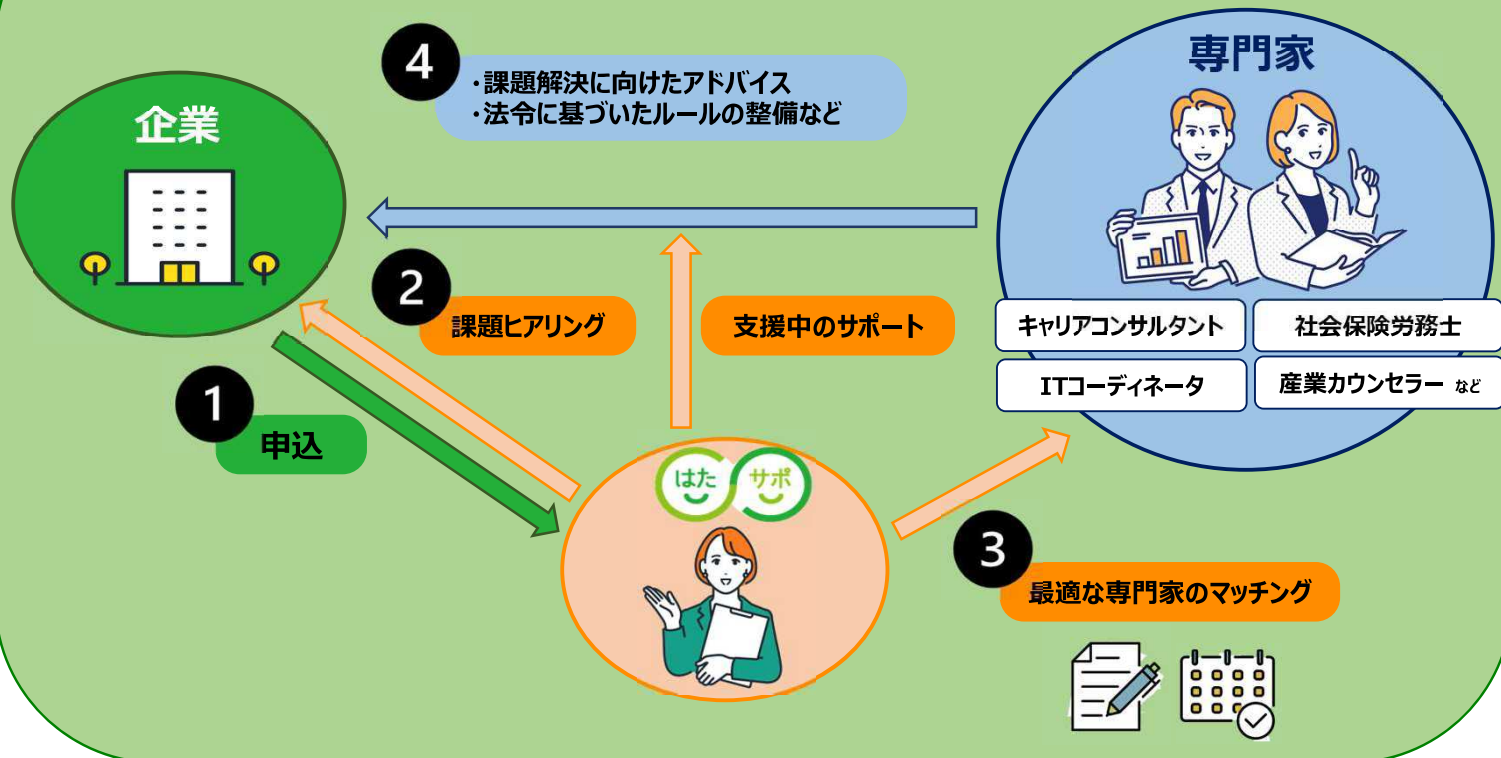 4
・課題解決に向けたアドバイス
・法令に基づいたルールの整備など
専門家
企業
2
課題ヒアリング
支援中のサポート
キャリアコンサルタント
社会保険労務士
ITコーディネータ
産業カウンセラー など
1
申込
はた
サポ
3
最適な専門家のマッチング